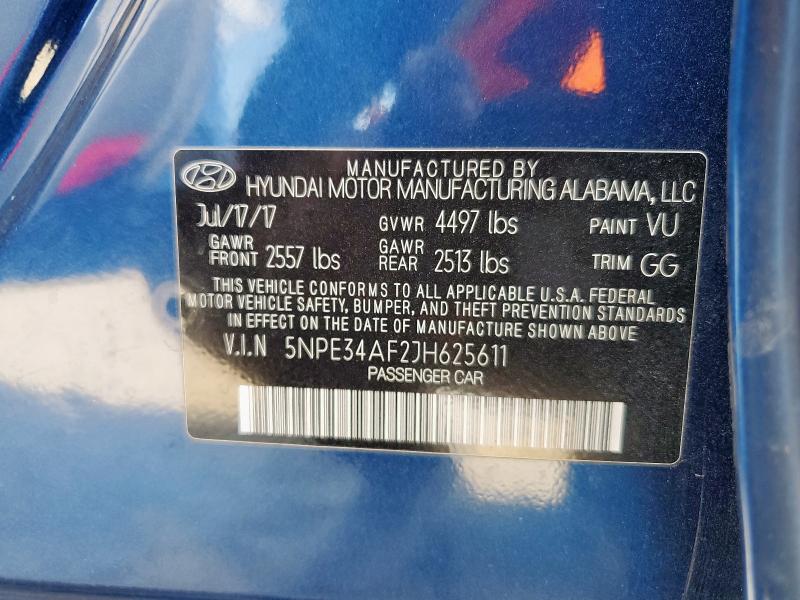 MANUFACTURED BY
HYUNDAI MOTOR MANUFACTURING ALABAMA, LLC
Jul/17/17 GVWR 4497 lbs PAINT VU
GAWR FRONT 2557 lbs GAWR REAR 2513 lbs TRIM GG
THIS VEHICLE CONFORMS TO ALL APPLICABLE U.S.A. FEDERAL
MOTOR VEHICLE SAFETY, BUMPER, AND THEFT PREVENTION STANDARDS
IN EFFECT ON THE DATE OF MANUFACTURE SHOWN ABOVE
V.I.N 5NPE34AF2JH625611
PASSENGER CAR